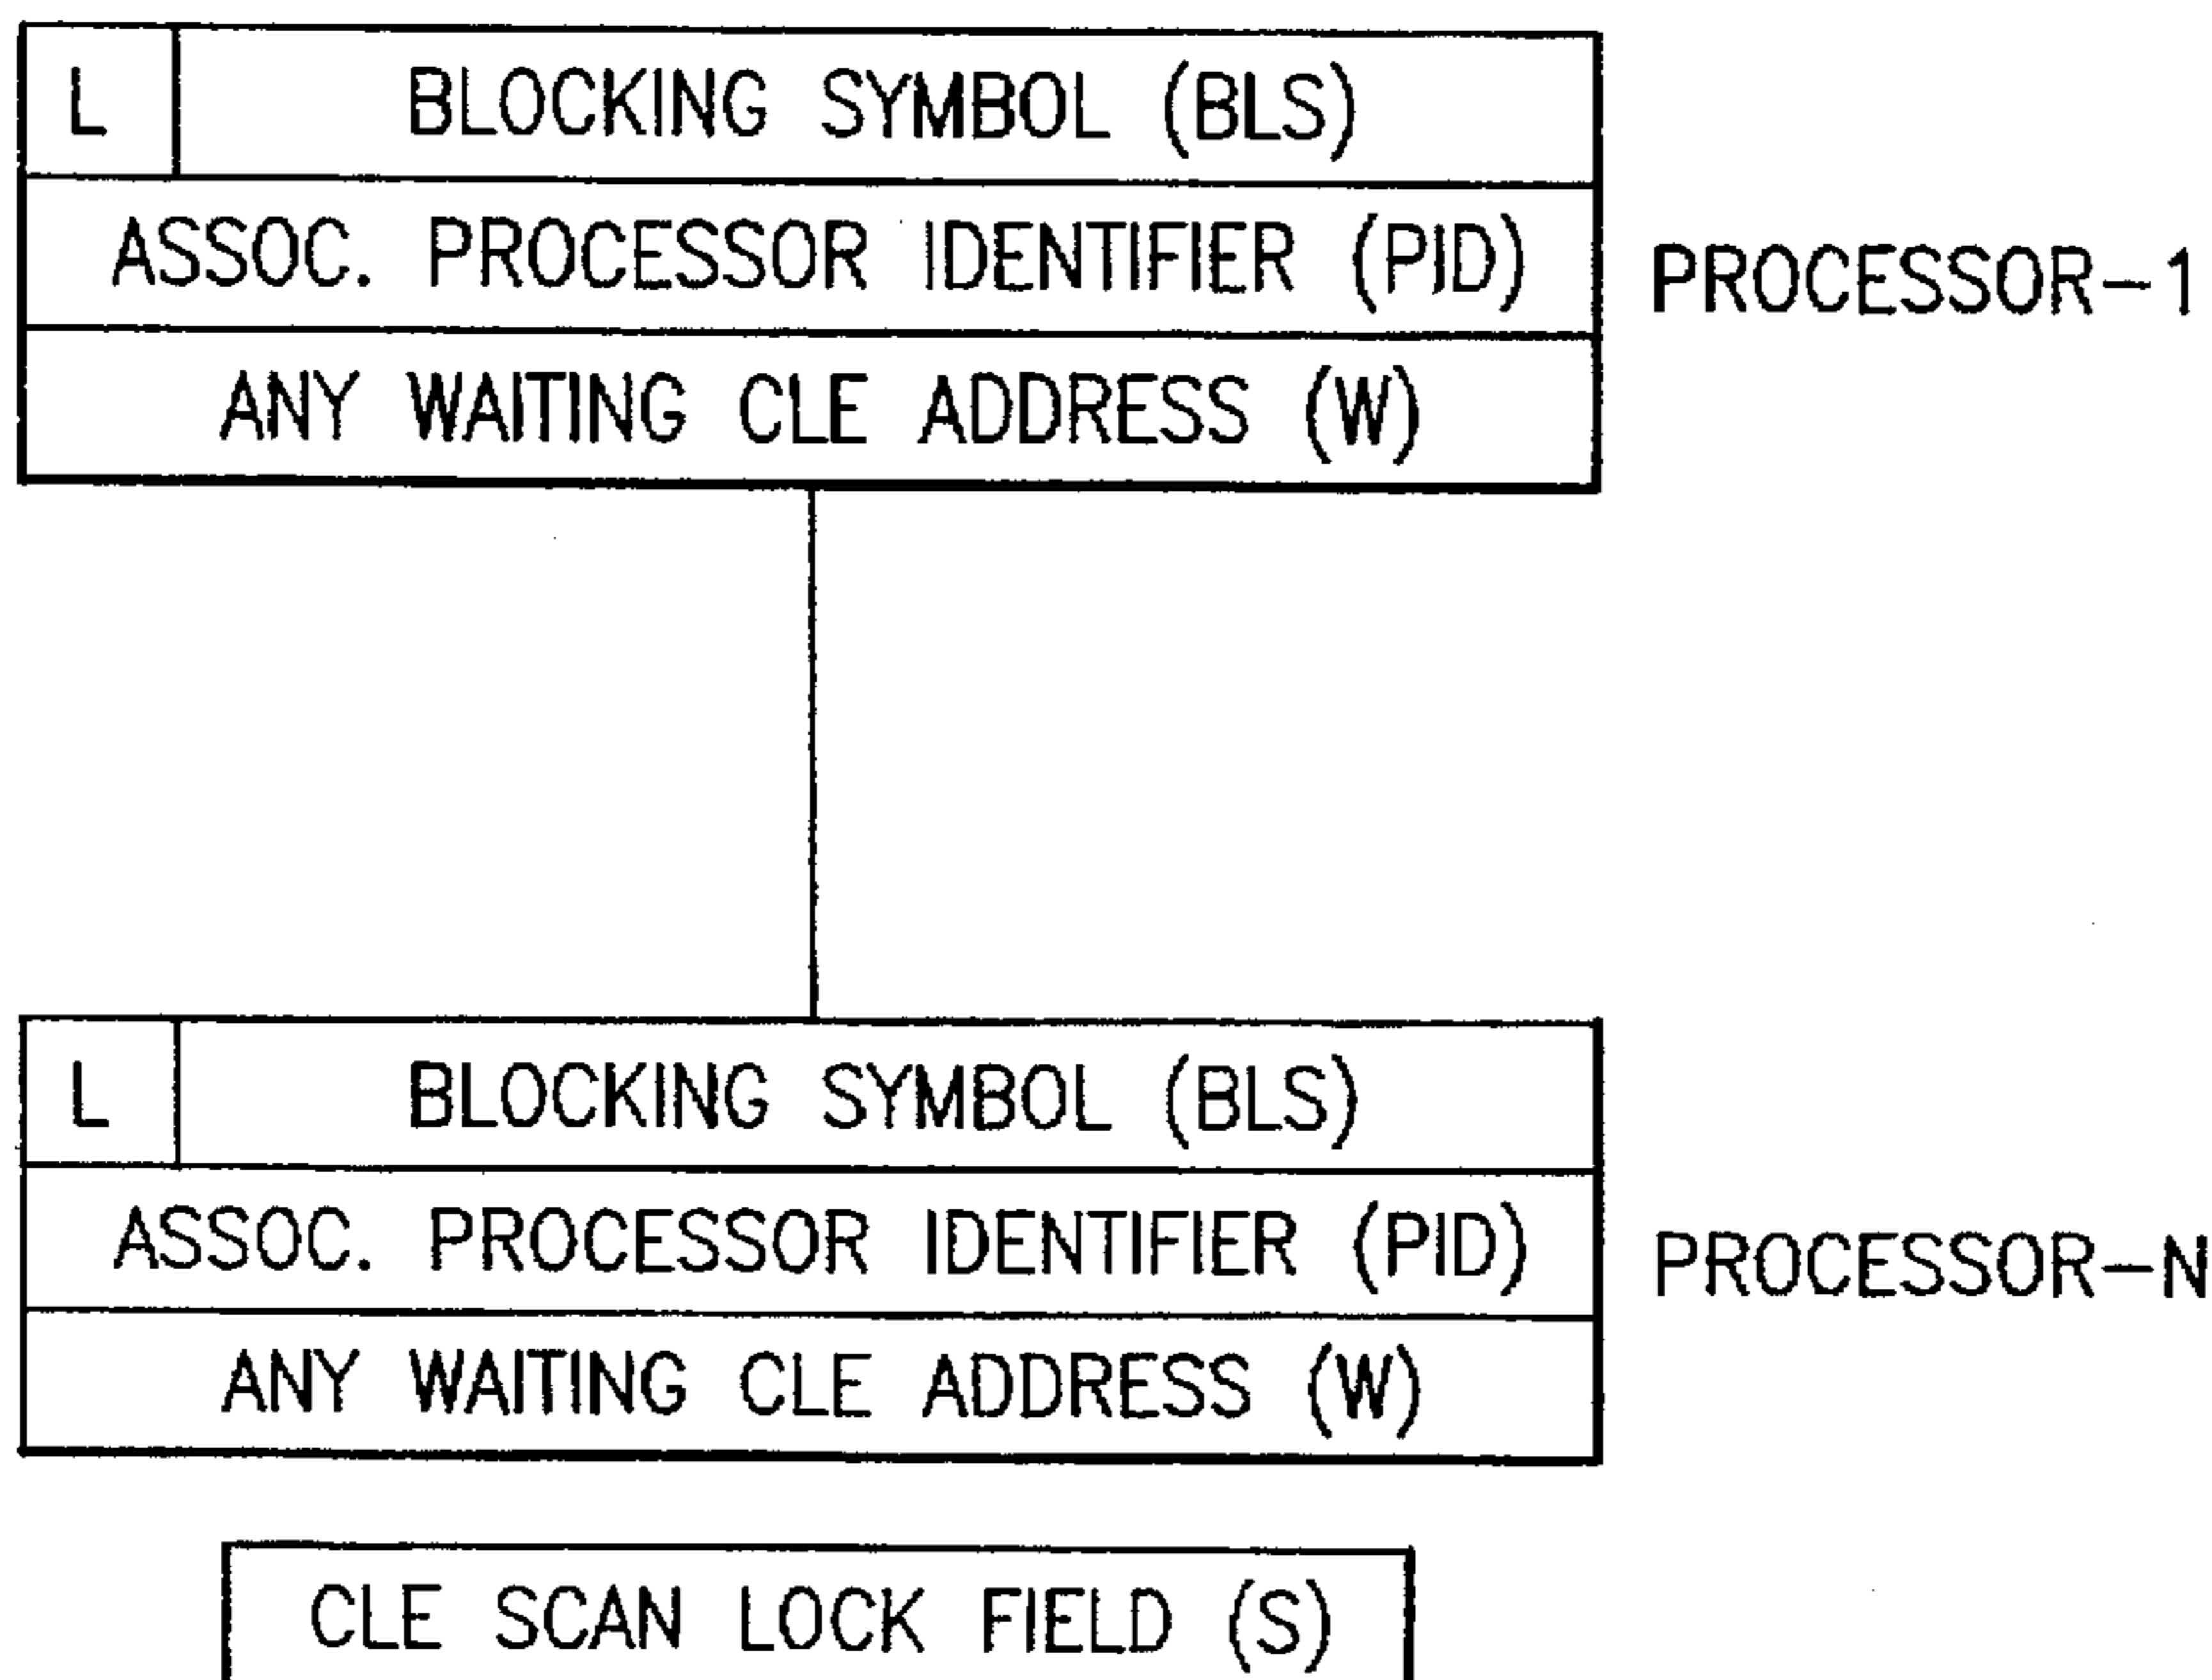 L BLOCKING SYMBOL (BLS)
ASSOC. PROCESSOR IDENTIFIER (PID)
PROCESSOR-1
ANY WAITING CLE ADDRESS (W)
L BLOCKING SYMBOL (BLS)
ASSOC. PROCESSOR IDENTIFIER (PID)
PROCESSOR-N
ANY WAITING CLE ADDRESS (W)
CLE SCAN LOCK FIELD (S)